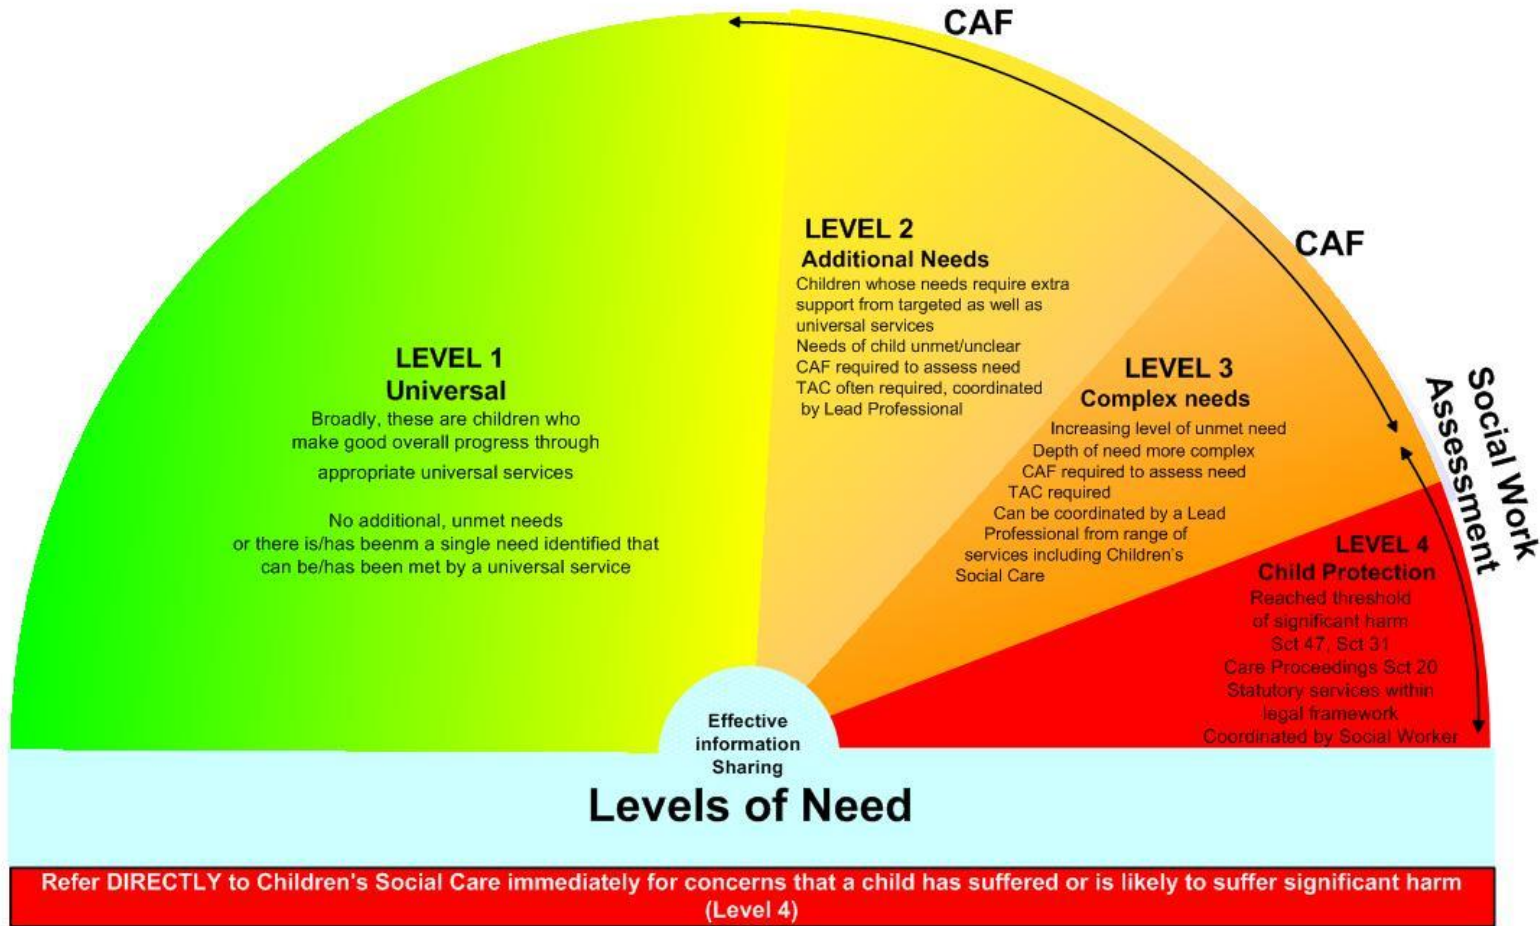 CAF
CAF
Social Work
Assessment
LEVEL 1
Universal
Broadly, these are children who
make good overall progress through
appropriate universal services
No additional, unmet needs
or there is/has beenm a single need identified that
can be/has been met by a universal service
LEVEL 2
Additional Needs
Children whose needs require extra
support from targeted as well as
universal services
Needs of child unmet/unclear
CAF required to assess need
TAC often required, coordinated
by Lead Professional
LEVEL 3
Complex needs
Increasing level of unmet need
Depth of need more complex
CAF required to assess need
TAC required
Can be coordinated by a Lead
Professional from range of
services including Children's
Social Care
LEVEL 4
Child Protection
Reached threshold
of significant harm
Sct 47, Sct 31
Care Proceedings Sct 20
Statutory services within
legal framework
Coordinated by Social Worker
Effective
information
Sharing
Levels of Need
Refer DIRECTLY to Children's Social Care immediately for concerns that a child has suffered or is likely to suffer significant harm
(Level 4)